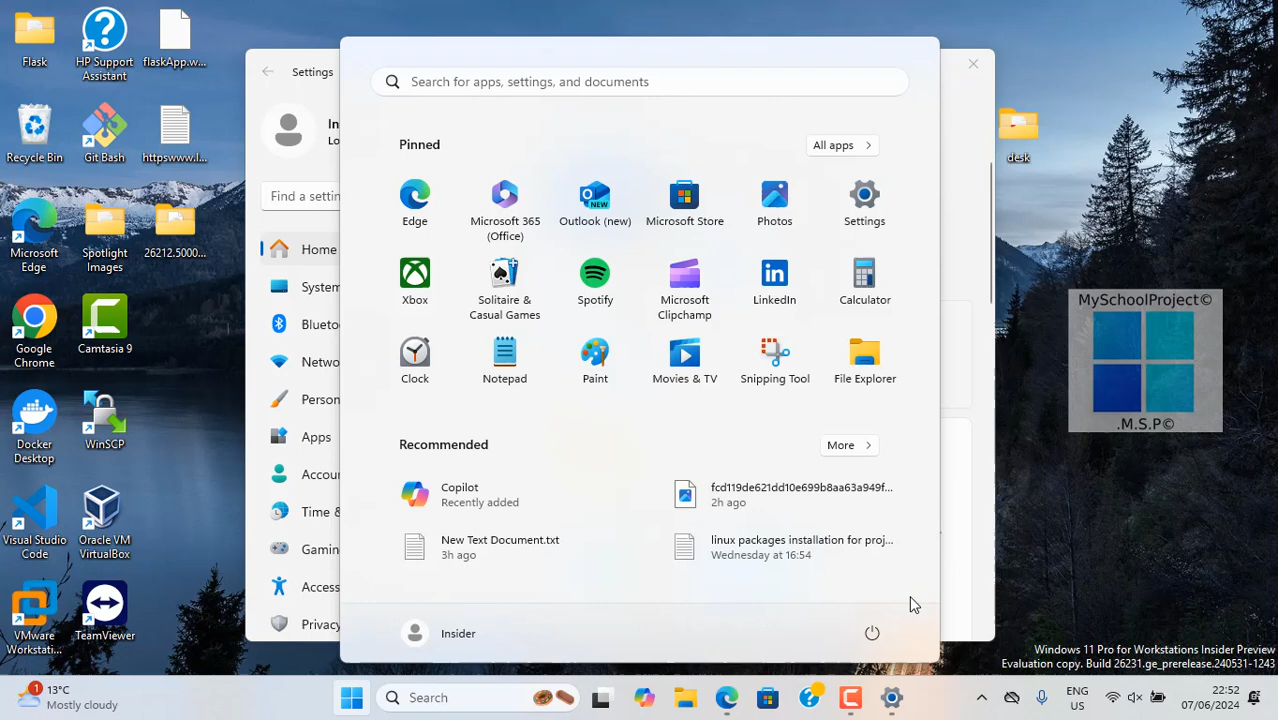 Flask
HP Support
Assistant
flaskApp.w...
Recycle Bin
Git Bash
httpswww.l...
Microsoft
Edge
Spotlight
Images
26212.5000...
Google
Chrome
Camtasia 9
Docker
Desktop
WinSCP
Visual Studio
Code
Oracle VM
VirtualBox
VMware
Workstati...
TeamViewer
Settings
In
Lo
Find a settin
Home
System
Bluetoo
Netwo
Person
Apps
Accou
Time &
Gamin
Access
Privacy
Search for apps, settings, and documents
Pinned
All apps
Edge
Microsoft 365
(Office)
NEW
Outlook (new)
Microsoft Store
Photos
Settings
Xbox
Solitaire &
Casual Games
Spotify
Microsoft
Clipchamp
in
LinkedIn
Calculator
Clock
Notepad
Paint
Movies & TV
Snipping Tool
File Explorer
Recommended
More
Copilot
Recently added
fcd119de621dd10e699b8aa63a949f...
2h ago
New Text Document.txt
3h ago
linux packages installation for proj...
Wednesday at 16:54
Insider
desk
MySchoolProject©
.M.S.P©
Windows 11 Pro for Workstations Insider Preview
Evaluation copy. Build 26231.ge_prerelease.240531-1243
1
13°C
Mostly cloudy
Search
ENG
US
22:52
07/06/2024